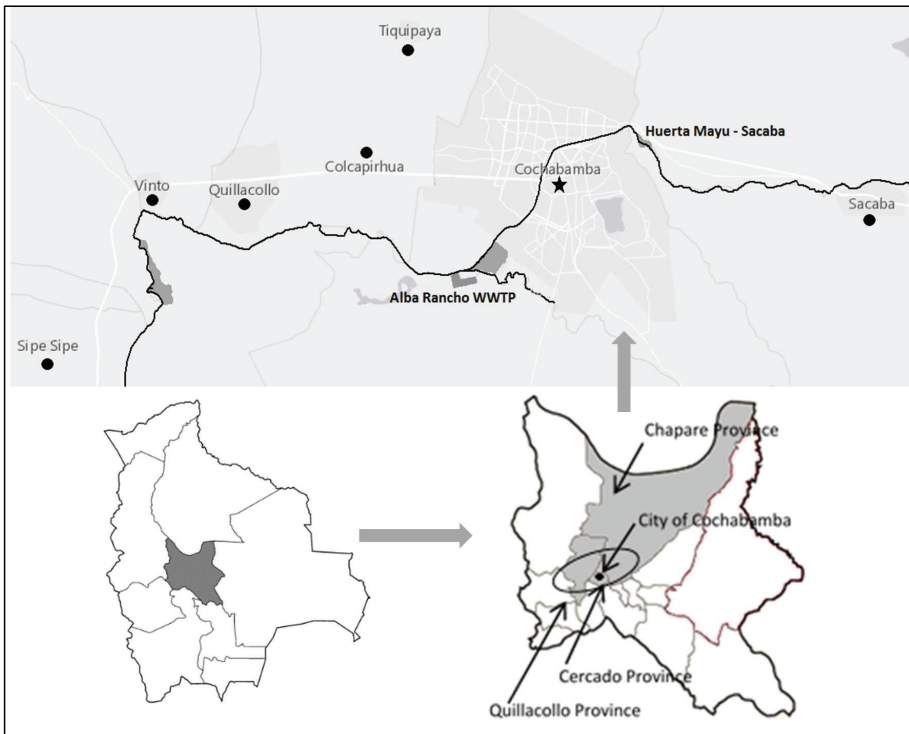 Tiquipaya
Huerta Mayu - Sacaba
Colcapirhua
Cochabamba
Vinto
Quillacollo
Sacaba
Alba Rancho WWTP
Sipe Sipe
Chapare Province
City of Cochabamba
Cercado Province
Quillacollo Province